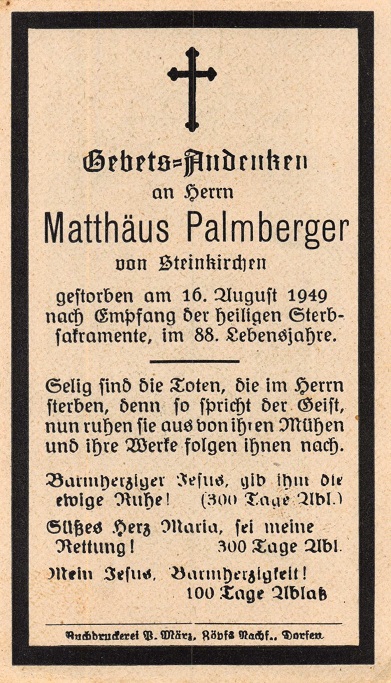 Gebets=Andenken
an Herrn
Matthäus Palmberger
von Steinkirchen
gestorben am 16. August 1949
nach Empfang der heiligen Sterb-
sakramente, im 88. Lebensjahre.
Selig sind die Toten, die im Herrn
sterben, denn so spricht der Geist,
nun ruhen sie aus von ihren Mühen
und ihre Werke folgen ihnen nach.
Barmherziger Jesus, gib ihm die
ewige Ruhe! (300 Tage Abl.)
Süßes Herz Maria, sei meine
Rettung! 300 Tage Abl.
Mein Jesus, Barmherzigkeit!
100 Tage Ablaß
Buchdruckerei P. März, Köpfs Nachf., Dorfen